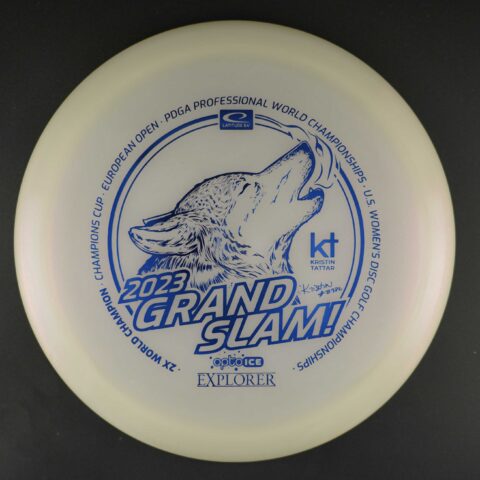 2X WORLD CHAMPION · CHAMPIONS CUP · EUROPEAN OPEN · PDGA PROFESSIONAL WORLD CHAMPIONSHIPS · U.S. WOMEN'S DISC GOLF CHAMPIONSHIPS ·
LATITUDE 64°
kt
KRISTIN
TATTAR
2023
GRAND
SLAM!
opto ICE
EXPLORER